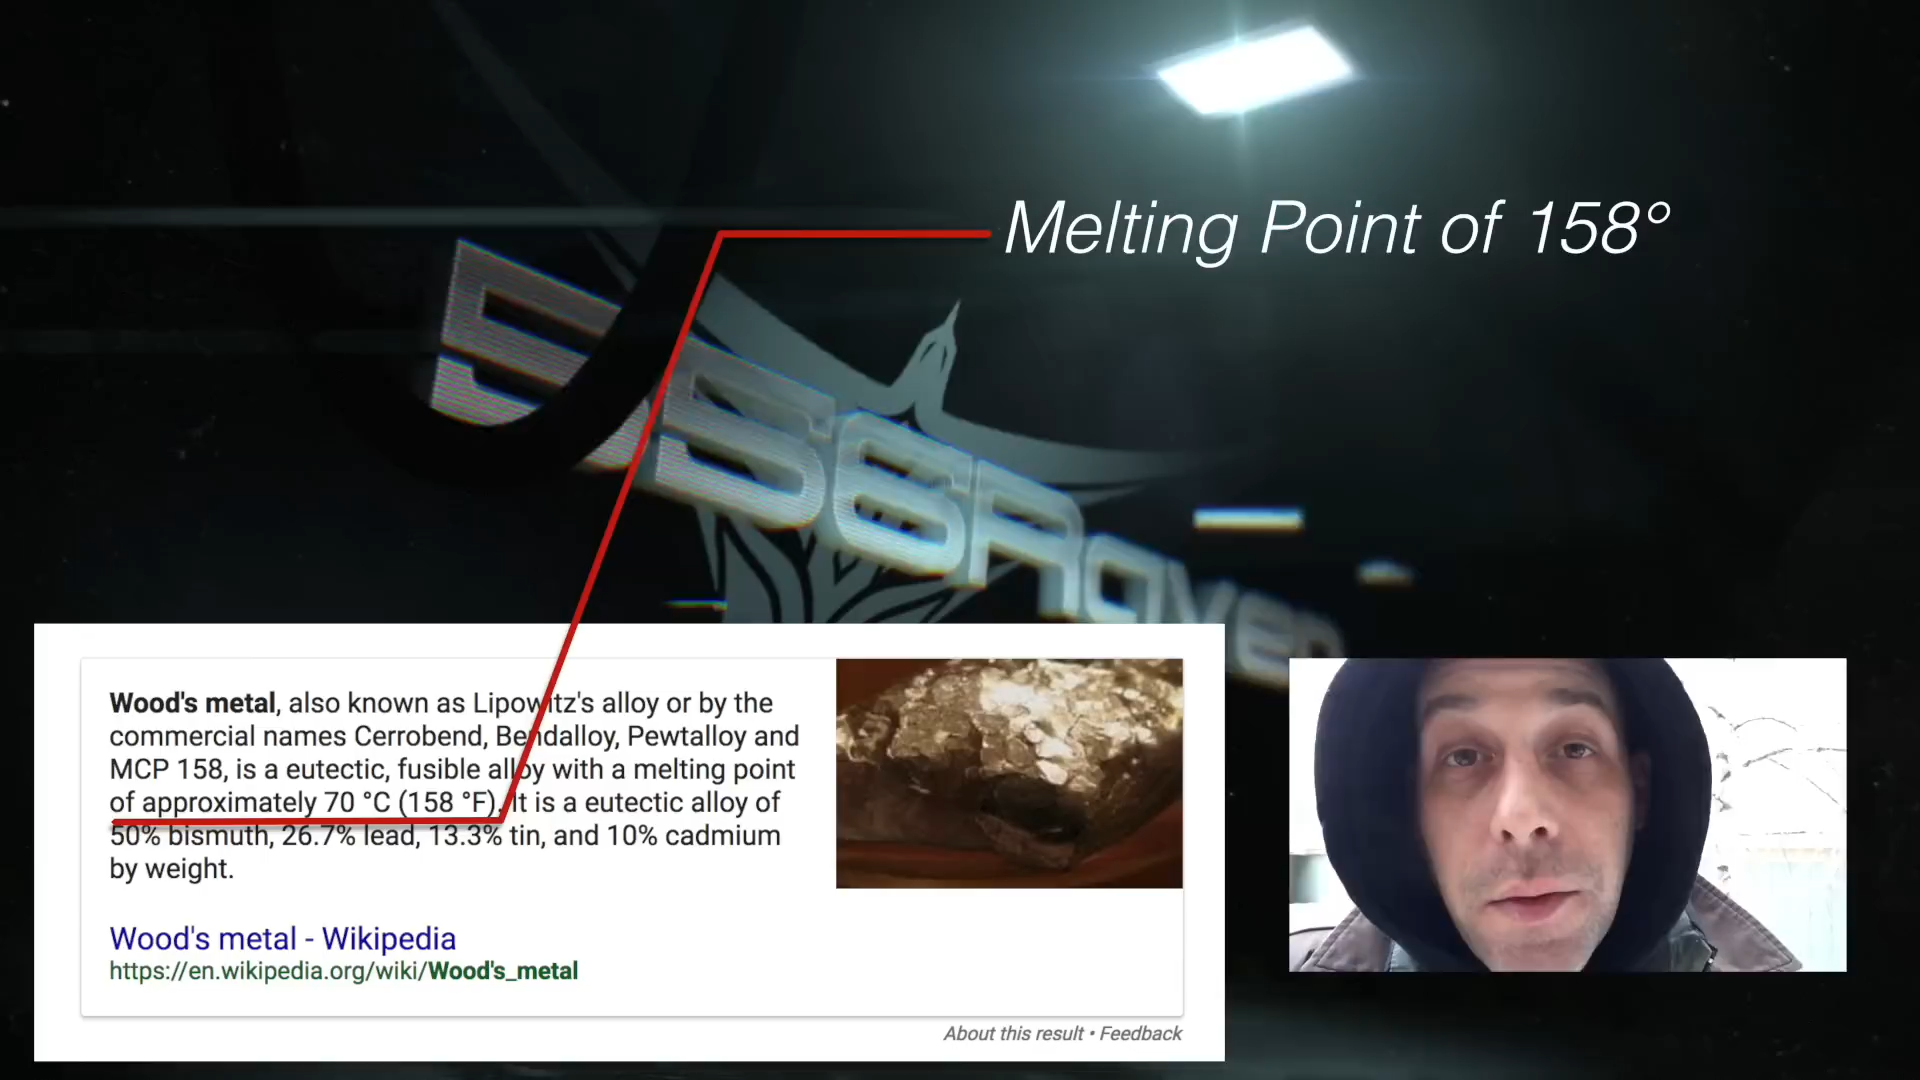 Melting Point of 158°
556Raven
Wood's metal, also known as Lipowitz's alloy or by the
commercial names Cerrobend, Bendalloy, Pewtalloy and
MCP 158, is a eutectic, fusible alloy with a melting point
of approximately 70 °C (158 °F). It is a eutectic alloy of
50% bismuth, 26.7% lead, 13.3% tin, and 10% cadmium
by weight.
Wood's metal - Wikipedia
https://en.wikipedia.org/wiki/Wood's_metal
About this result • Feedback